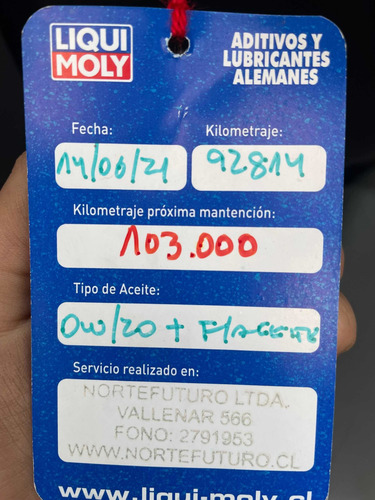 LIQUI
MOLY
ADITIVOS Y
LUBRICANTES
ALEMANES
Fecha:
Kilometraje:
14/06/21
92814
Kilometraje próxima mantención:
103.000
Tipo de Aceite:
0W/20 + F/ACEITE
Servicio realizado en:
NORTEFUTURO LTDA.
VALLENAR 566
FONO: 2791953
WWW.NORTEFUTURO.CL
www.liqui-moly.cl